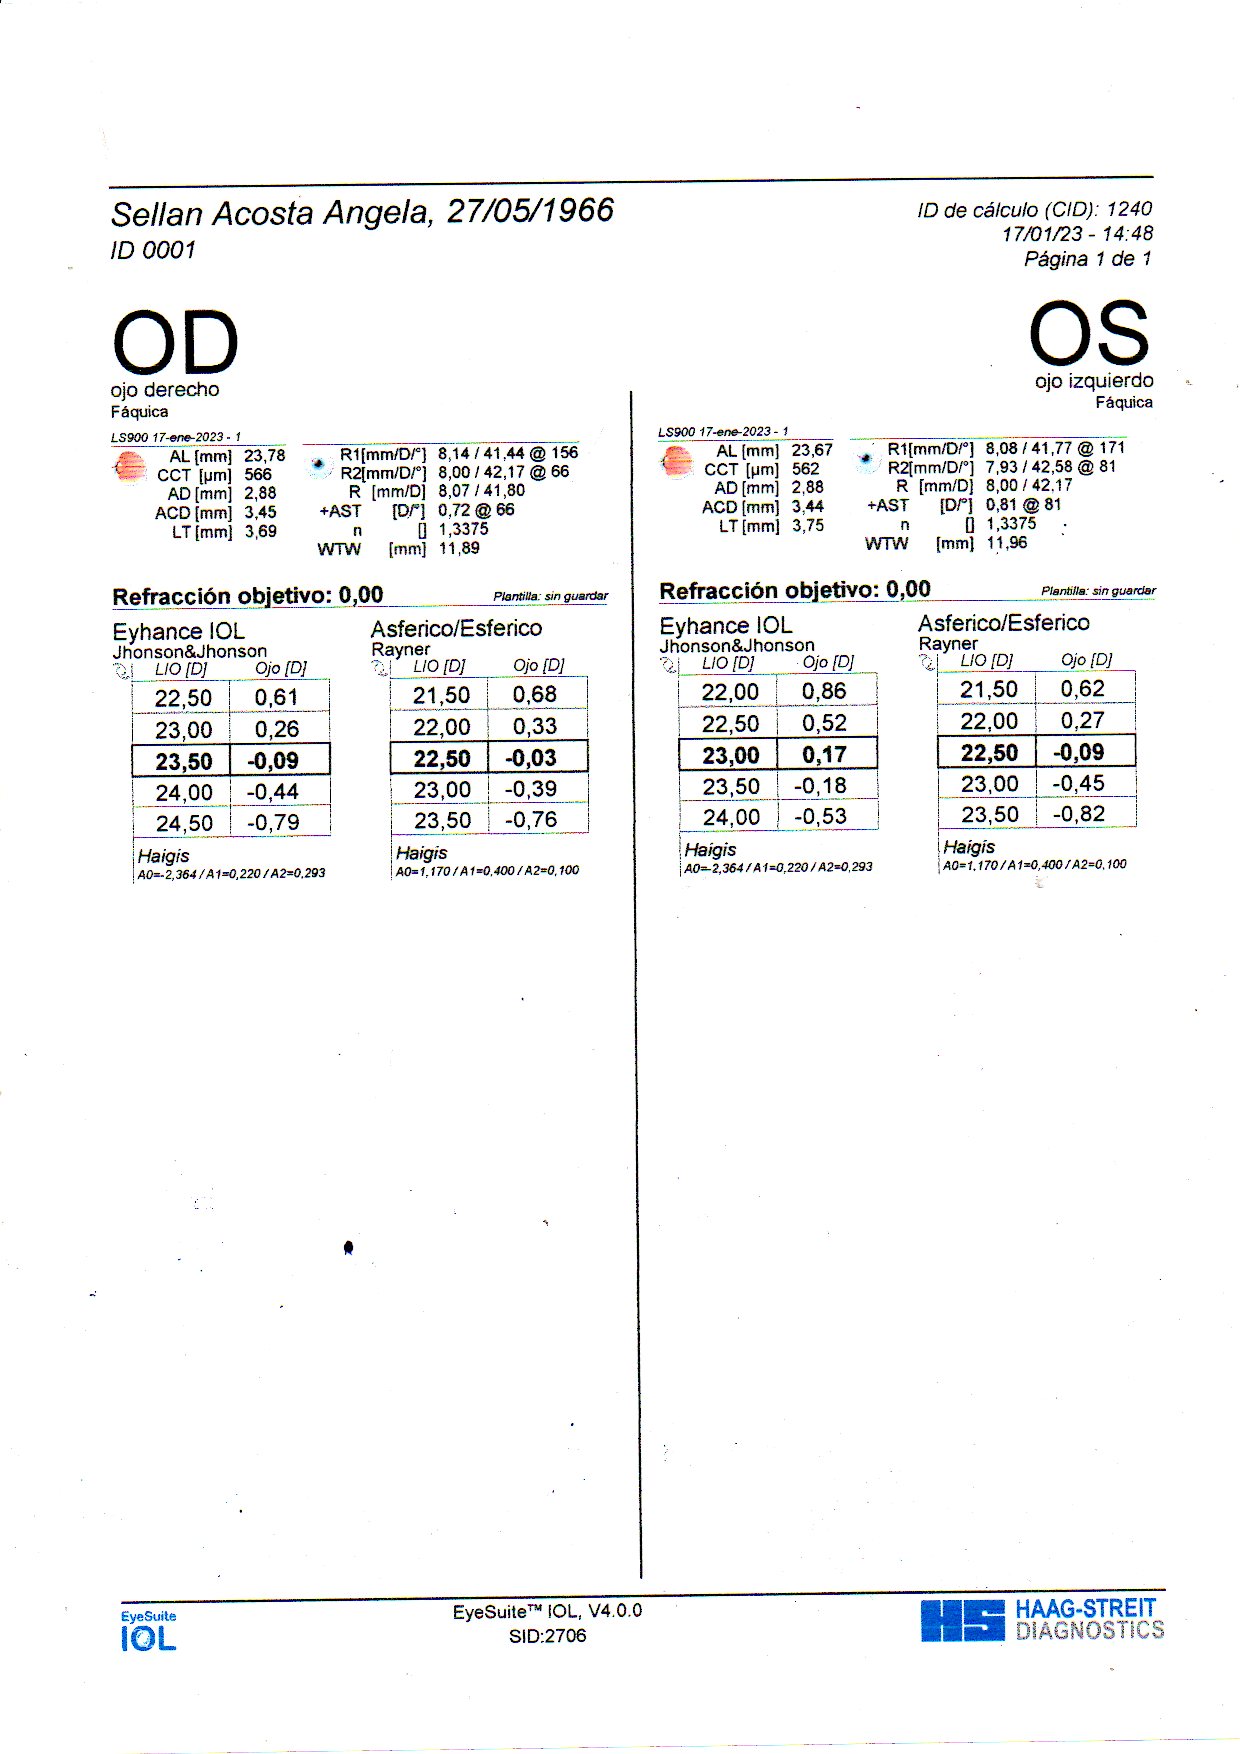 Sellan Acosta Angela, 27/05/1966
ID 0001
ID de cálculo (CID): 1240
17/01/23 - 14:48
Página 1 de 1
OD
ojo derecho
Fáquica
LS900 17-ene-2023 - 1
AL [mm] 23,78
CCT [µm] 566
AD [mm] 2,88
ACD [mm] 3,45
LT [mm] 3,69
R1[mm/D/°] 8,14 / 41,44 @ 156
R2[mm/D/°] 8,00 / 42,17 @ 66
R [mm/D] 8,07 / 41,80
+AST [D/°] 0,72 @ 66
n [] 1,3375
WTW [mm] 11,89
Refracción objetivo: 0,00 Plantilla: sin guardar
Eyhance IOL
Jhonson&Jhonson
LIO [D] Ojo [D]
22,50 0,61
23,00 0,26
23,50 -0,09
24,00 -0,44
24,50 -0,79
Haigis
A0=-2,364 / A1=0,220 / A2=0,293
Asferico/Esferico
Rayner
LIO [D] Ojo [D]
21,50 0,68
22,00 0,33
22,50 -0,03
23,00 -0,39
23,50 -0,76
Haigis
A0=1,170 / A1=0,400 / A2=0,100
OS
ojo izquierdo
Fáquica
LS900 17-ene-2023 - 1
AL [mm] 23,67
CCT [µm] 562
AD [mm] 2,88
ACD [mm] 3,44
LT [mm] 3,75
R1[mm/D/°] 8,08 / 41,77 @ 171
R2[mm/D/°] 7,93 / 42,58 @ 81
R [mm/D] 8,00 / 42,17
+AST [D/°] 0,81 @ 81
n [] 1,3375
WTW [mm] 11,96
Refracción objetivo: 0,00 Plantilla: sin guardar
Eyhance IOL
Jhonson&Jhonson
LIO [D] Ojo [D]
22,00 0,86
22,50 0,52
23,00 0,17
23,50 -0,18
24,00 -0,53
Haigis
A0=-2,364 / A1=0,220 / A2=0,293
Asferico/Esferico
Rayner
LIO [D] Ojo [D]
21,50 0,62
22,00 0,27
22,50 -0,09
23,00 -0,45
23,50 -0,82
Haigis
A0=1,170 / A1=0,400 / A2=0,100
EyeSuite
IOL
EyeSuite™ IOL, V4.0.0
SID:2706
HS HAAG-STREIT
DIAGNOSTICS